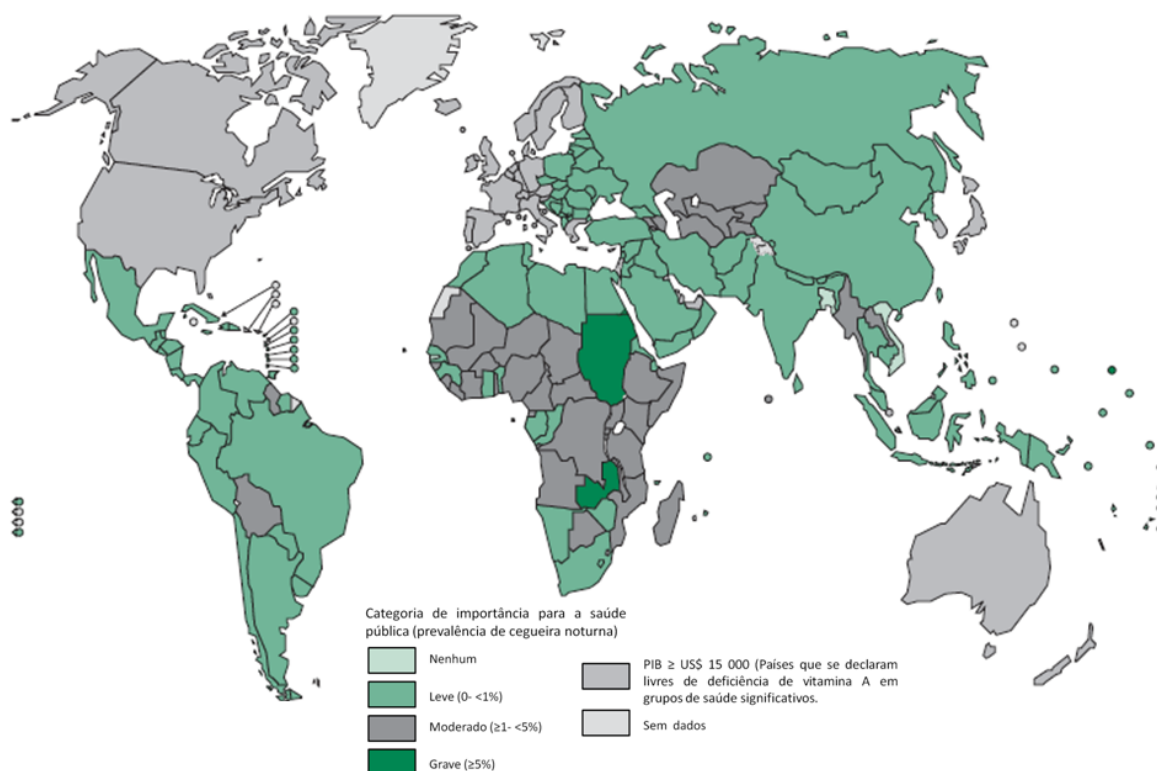 Categoria de importância para a saúde
pública (prevalência de cegueira noturna)
Nenhum
Leve (0- <1%)
Moderado (≥1- <5%)
Grave (≥5%)
PIB ≥ US$ 15 000 (Países que se declaram
livres de deficiência de vitamina A em
grupos de saúde significativos.
Sem dados